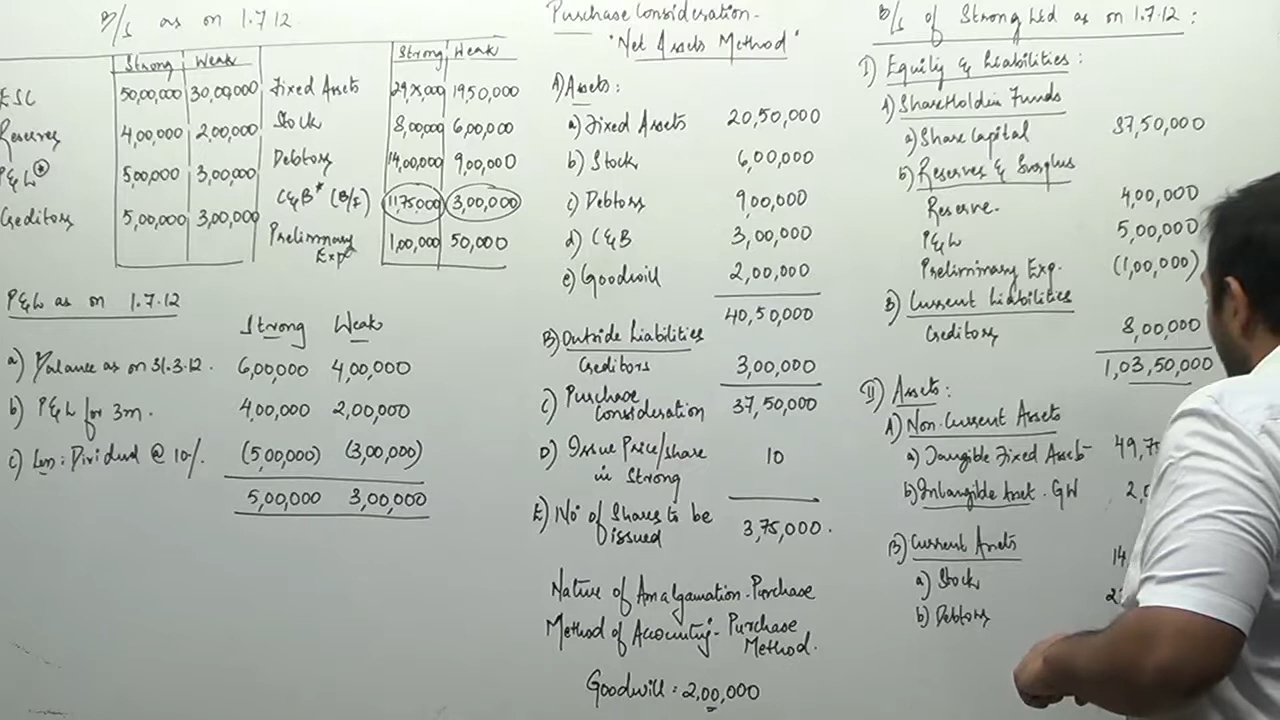 B/S as on 1.7.12
Strong Weak Strong Weak
ESC 50,00,000 30,00,000 Fixed Assets 29,25,000 19,50,000
Reserves 4,00,000 2,00,000 Stock 8,00,000 6,00,000
P&L* 5,00,000 3,00,000 Debtors 14,00,000 9,00,000
Creditors 5,00,000 3,00,000 C&B* (B/F) 11,75,000 3,00,000
Preliminary Exp 1,00,000 50,000
P&L as on 1.7.12
Strong Weak
a) Balance as on 31.3.12. 6,00,000 4,00,000
b) P&L for 3m. 4,00,000 2,00,000
c) Less: Dividend @ 10% (5,00,000) (3,00,000)
5,00,000 3,00,000
Purchase Consideration -
"Net Assets Method"
A) Assets:
a) Fixed Assets 20,50,000
b) Stock 6,00,000
c) Debtors 9,00,000
d) C&B 3,00,000
e) Goodwill 2,00,000
40,50,000
B) Outside Liabilities
Creditors 3,00,000
C) Purchase Consideration 37,50,000
D) Issue Price/share in Strong 10
E) No of Shares to be issued 3,75,000.
Nature of Amalgamation - Purchase
Method of Accounting - Purchase
Method.
Goodwill = 2,00,000
B/S of Strong Ltd as on 1.7.12:
I) Equity & Liabilities:
A) Shareholdin Funds
a) Share Capital 87,50,000
b) Reserves & Surplus
Reserve. 4,00,000
P&L 5,00,000
Preliminary Exp. (1,00,000)
B) Current Liabilities
Creditors 8,00,000
1,03,50,000
II) Assets:
A) Non Current Assets
a) Tangible Fixed Assets 49,75
b) Intangible Asset - GW 2,0
B) Current Assets
a) Stock 14
b) Debtors 2